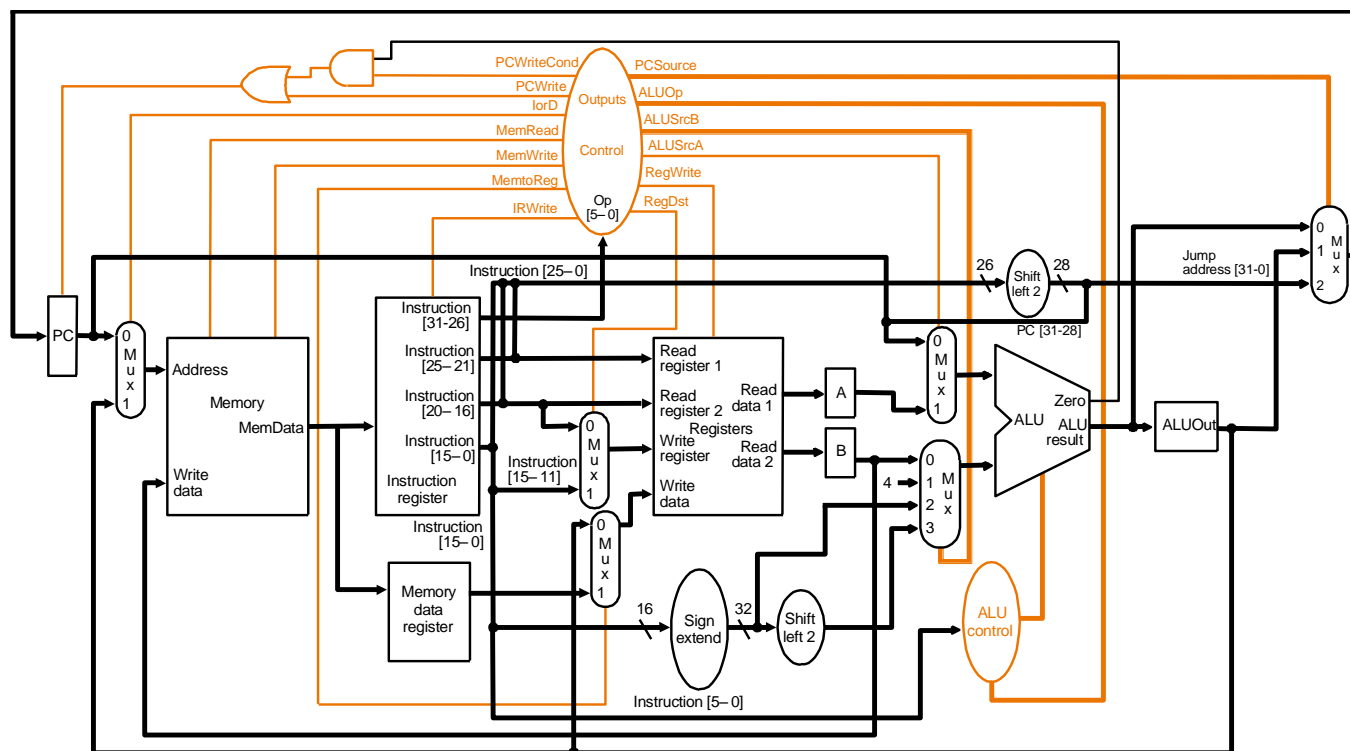 PCWriteCond
PCSource
PCWrite
Outputs
ALUOp
IorD
ALUSrcB
MemRead
Control
ALUSrcA
MemWrite
RegWrite
MemtoReg
Op
[5–0]
RegDst
IRWrite
Instruction [25–0]
26
Shift
left 2
28
Jump
address [31-0]
0
1
2
M
u
x
PC [31-28]
PC
0
M
u
x
1
Address
Memory
MemData
Write
data
Instruction
[31-26]
Instruction
[25–21]
Instruction
[20–16]
Instruction
[15–0]
Instruction
register
Instruction
[15–11]
Instruction
[15–0]
0
M
u
x
1
Read
register 1
Read
register 2
Registers
Write
register
Write
data
Read
data 1
Read
data 2
A
B
0
M
u
x
1
4
0
1
2
3
M
u
x
Zero
ALU
ALU
result
ALUOut
0
M
u
x
1
Memory
data
register
16
Sign
extend
32
Shift
left 2
ALU
control
Instruction [5–0]